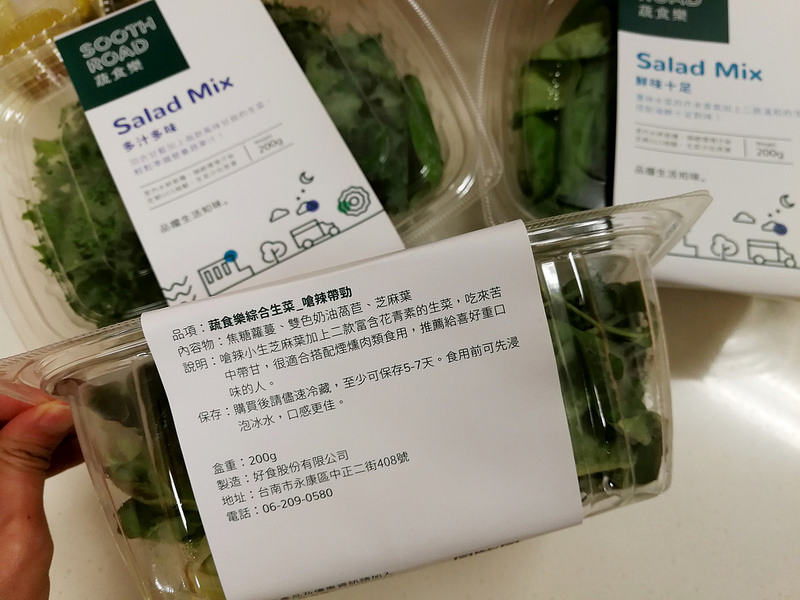 SOOTH
ROAD
蔬食樂
Salad Mix
多汁多味
200g
品嚐生活知味。
ROAD
蔬食樂
Salad Mix
鮮味十足
200g
品嚐生活知味。
品項：蔬食樂綜合生菜_嗆辣帶勁
內容物：焦糖蘿蔓、雙色奶油萵苣、芝麻葉
說明：嗆辣小生芝麻葉加上二款富含花青素的生菜，吃來苦
中帶甘，很適合搭配煙燻肉類食用，推薦給喜好重口
味的人。
保存：購買後請儘速冷藏，至少可保存5-7天。食用前可先浸
泡冰水，口感更佳。
盒重：200g
製造：好食股份有限公司
地址：台南市永康區中正二街408號
電話：06-209-0580